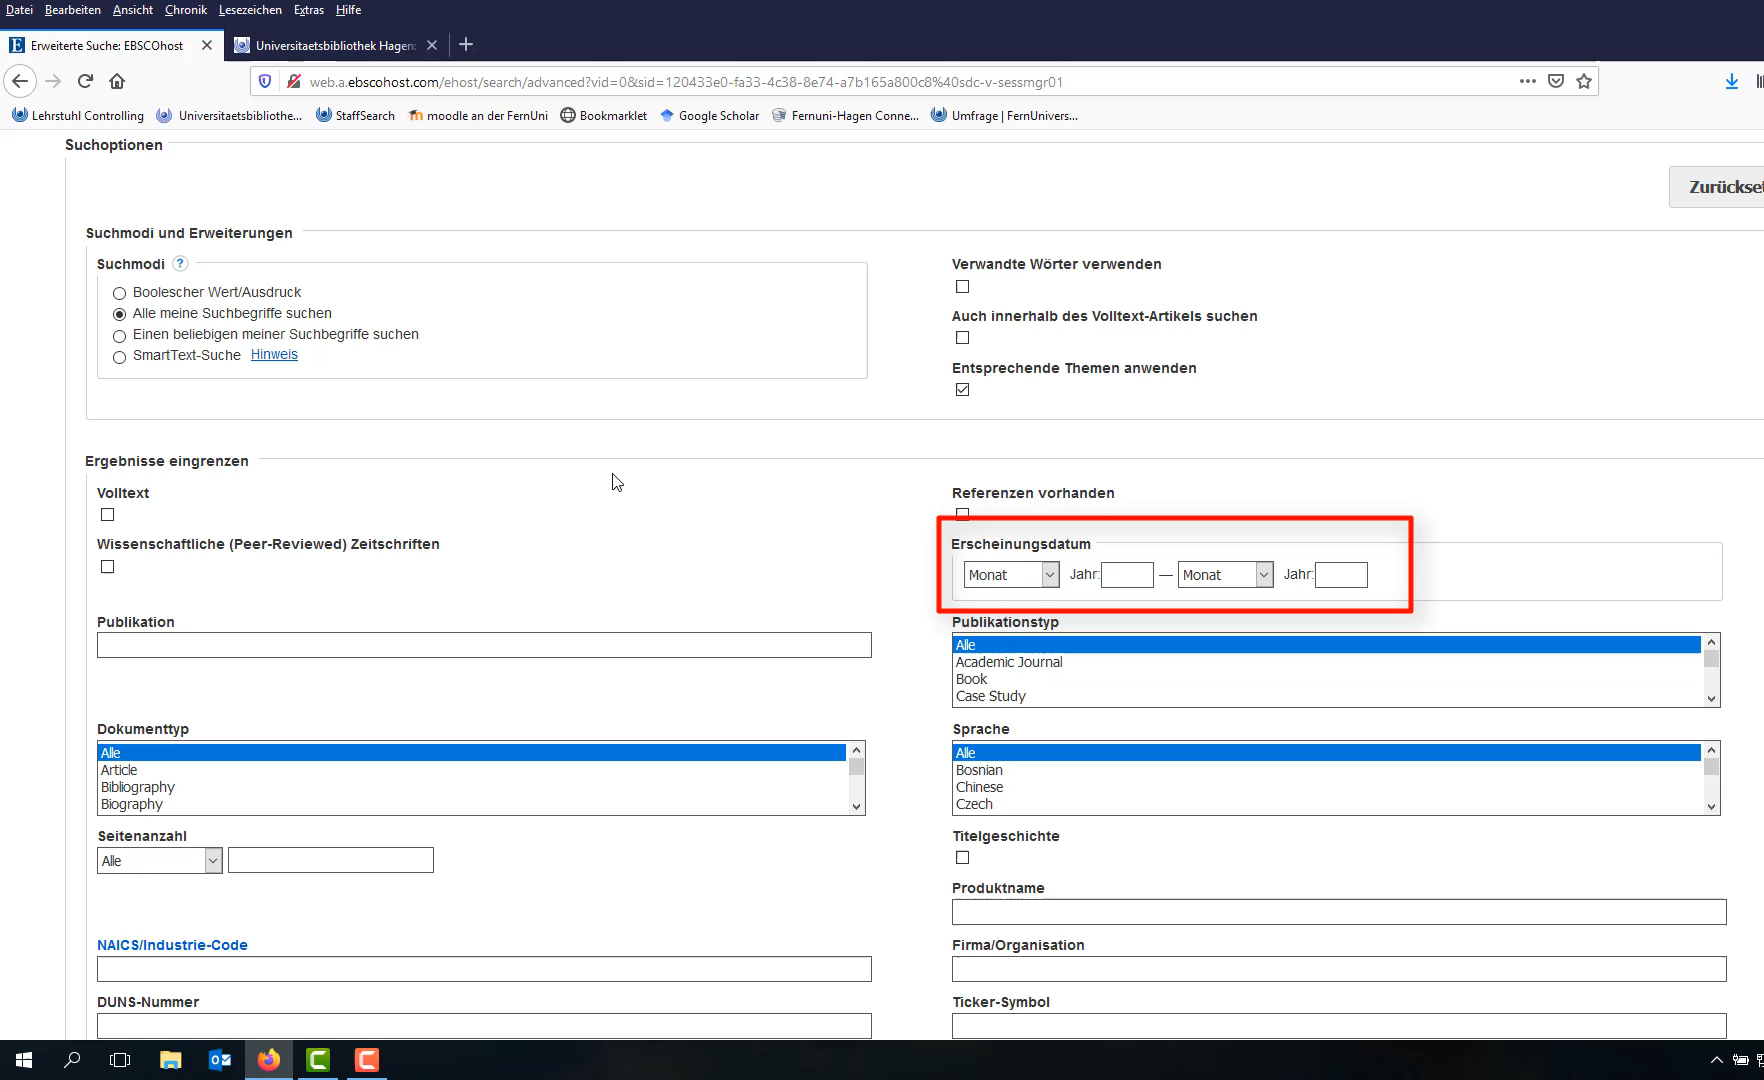 Datei Bearbeiten Ansicht Chronik Lesezeichen Extras Hilfe
Erweiterte Suche: EBSCOhost Universitaetsbibliothek Hagen:
web.a.ebscohost.com/ehost/search/advanced?vid=0&sid=120433e0-fa33-4c38-8e74-a7b165a800c8%40sdc-v-sessmgr01
Lehrstuhl Controlling Universitaetsbibliothe... StaffSearch moodle an der FernUni Bookmarklet Google Scholar Fernuni-Hagen Conne... Umfrage | FernUnivers...
Suchoptionen
Zurückset
Suchmodi und Erweiterungen
Suchmodi ?
Boolescher Wert/Ausdruck
Alle meine Suchbegriffe suchen
Einen beliebigen meiner Suchbegriffe suchen
SmartText-Suche Hinweis
Verwandte Wörter verwenden
Auch innerhalb des Volltext-Artikels suchen
Entsprechende Themen anwenden
Ergebnisse eingrenzen
Volltext
Referenzen vorhanden
Wissenschaftliche (Peer-Reviewed) Zeitschriften
Erscheinungsdatum
Monat Jahr: — Monat Jahr:
Publikation
Publikationstyp
Alle
Academic Journal
Book
Case Study
Dokumenttyp
Alle
Article
Bibliography
Biography
Sprache
Alle
Bosnian
Chinese
Czech
Seitenanzahl
Alle
Titelgeschichte
Produktname
NAICS/Industrie-Code
Firma/Organisation
DUNS-Nummer
Ticker-Symbol